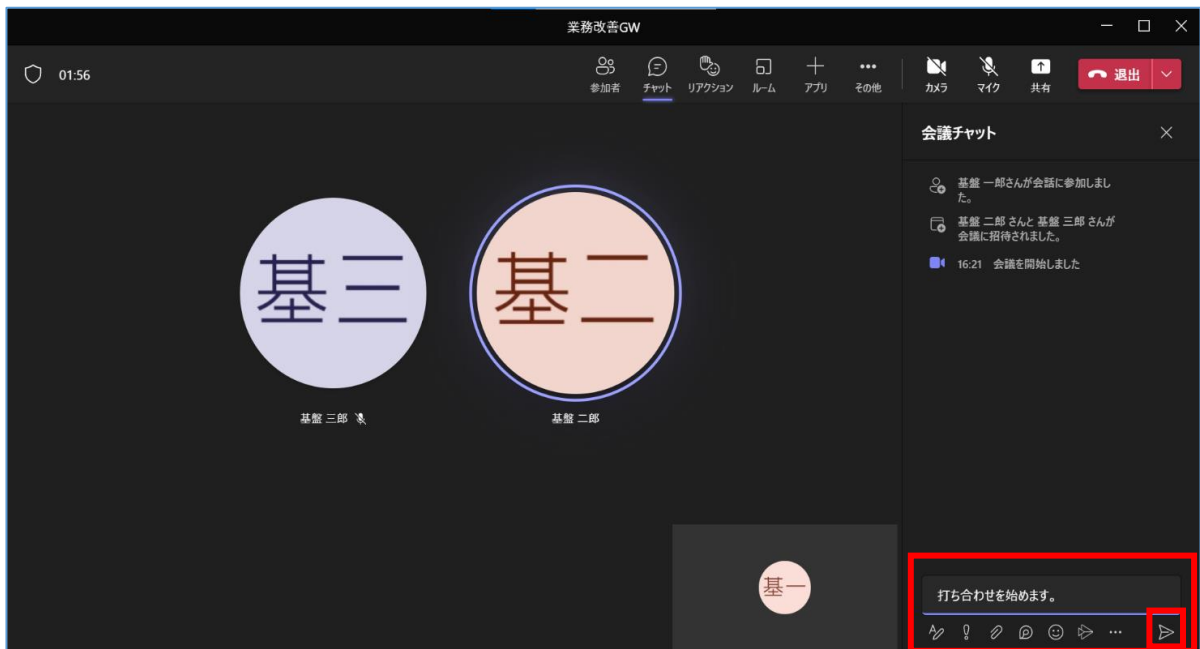 業務改善GW
01:56
参加者 チャット リアクション ルーム アプリ その他 カメラ マイク 共有 退出
会議チャット
基盤 一郎さんが会話に参加しまし
た。
基盤 二郎 さんと 基盤 三郎 さんが
会議に招待されました。
16:21 会議を開始しました
基三
基二
基盤 三郎
基盤 二郎
基一
打ち合わせを始めます。